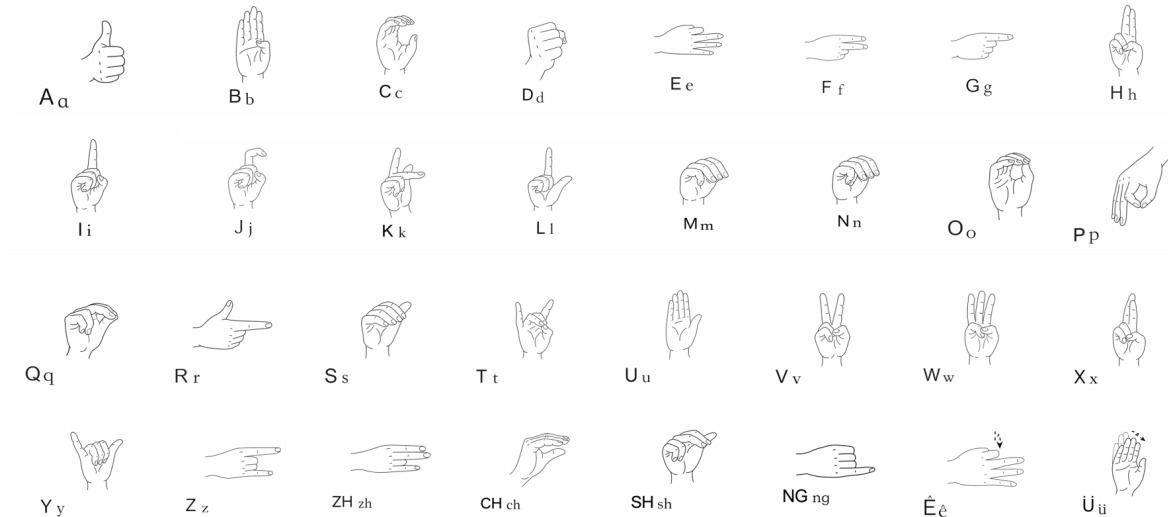 A a B b C c D d E e F f G g H h
I i J j K k L l M m N n O o P p
Q q R r S s T t U u V v W w X x
Y y Z z ZH zh CH ch SH sh NG ng Ê ê Ü ü